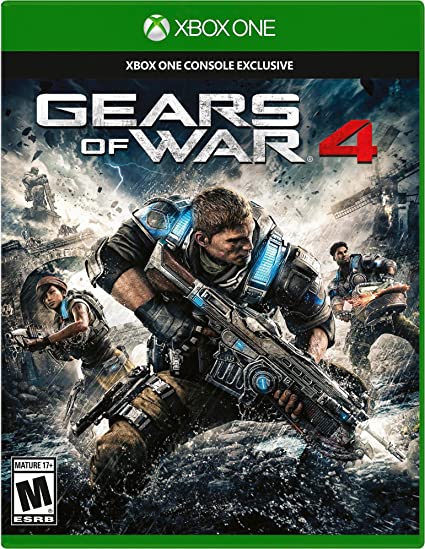 XBOX ONE
XBOX ONE CONSOLE EXCLUSIVE
GEARS
OF WAR® 4
MATURE 17+
M
ESRB